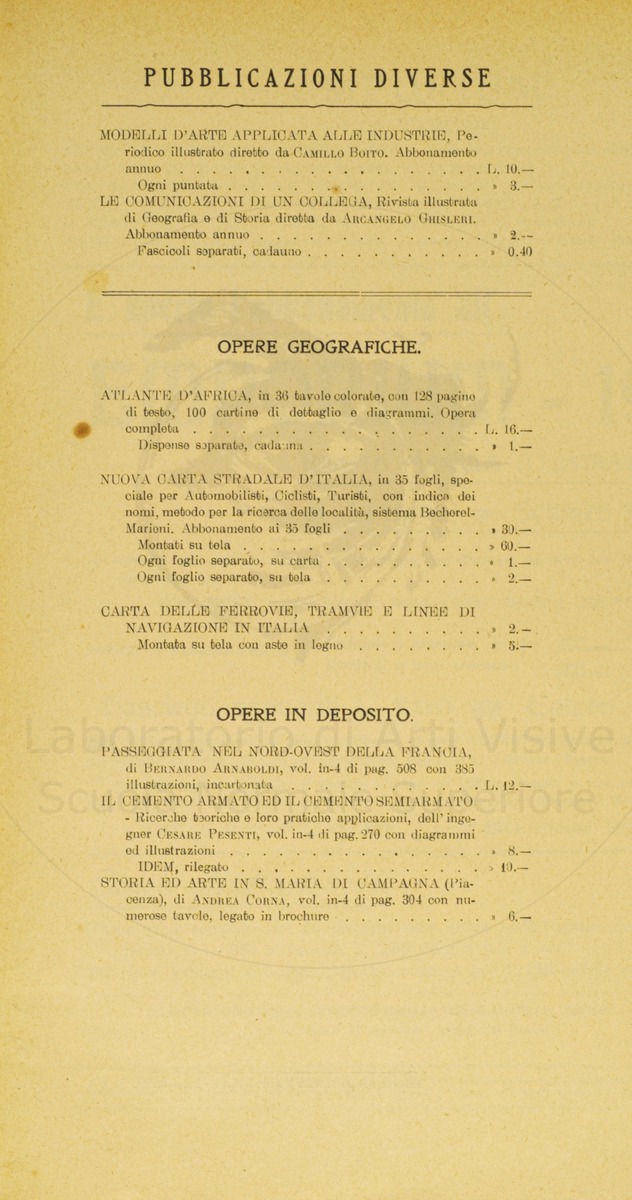 PUBBLICAZIONI DIVERSE
MODELLI D'ARTE APPLICATA ALLE INDUSTRIE, Pe-
riodico illustrato diretto da CAMILLO BOITO. Abbonamento
annuo . . . . . . . . . . . . . . . . L. 10.—
Ogni puntata . . . . . . . . . . . . . . » 3.—
LE COMUNICAZIONI DI UN COLLEGA, Rivista illustrata
di Geografia e di Storia diretta da ARCANGELO GHISLERI.
Abbonamento annuo . . . . . . . . . . . . » 2.—
Fascicoli separati, cadauno . . . . . . . . . . » 0.40
OPERE GEOGRAFICHE.
ATLANTE D'AFRICA, in 36 tavole colorate, con 128 pagine
di testo, 100 cartine di dettaglio e diagrammi. Opera
completa . . . . . . . . . . . . . . . . L. 16.—
Dispense separate, cadauna . . . . . . . . . . » 1.—
NUOVA CARTA STRADALE D'ITALIA, in 35 fogli, spe-
ciale per Automobilisti, Ciclisti, Turisti, con indice dei
nomi, metodo per la ricerca delle località, sistema Becherel-
Marieni. Abbonamento ai 35 fogli . . . . . . . . » 30.—
Montati su tela . . . . . . . . . . . . . . » 60.—
Ogni foglio separato, su carta . . . . . . . . . » 1.—
Ogni foglio separato, su tela . . . . . . . . . » 2.—
CARTA DELLE FERROVIE, TRAMVIE E LINEE DI
NAVIGAZIONE IN ITALIA . . . . . . . . . . » 2.—
Montata su tela con aste in legno . . . . . . . . » 5.—
OPERE IN DEPOSITO.
PASSEGGIATA NEL NORD-OVEST DELLA FRANCIA,
di BERNARDO ARNABOLDI, vol. in-4 di pag. 508 con 385
illustrazioni, incartonata . . . . . . . . . . . L. 12.—
IL CEMENTO ARMATO ED IL CEMENTO SEMIARMATO
- Ricerche teoriche e loro pratiche applicazioni, dell' inge-
gner CESARE PESENTI, vol. in-4 di pag. 270 con diagrammi
ed illustrazioni . . . . . . . . . . . . . . » 8.—
IDEM, rilegato . . . . . . . . . . . . . . » 10.—
STORIA ED ARTE IN S. MARIA DI CAMPAGNA (Pia-
cenza), di ANDREA CORNA, vol. in-4 di pag. 304 con nu-
merose tavole, legato in brochure . . . . . . . . . » 6.—